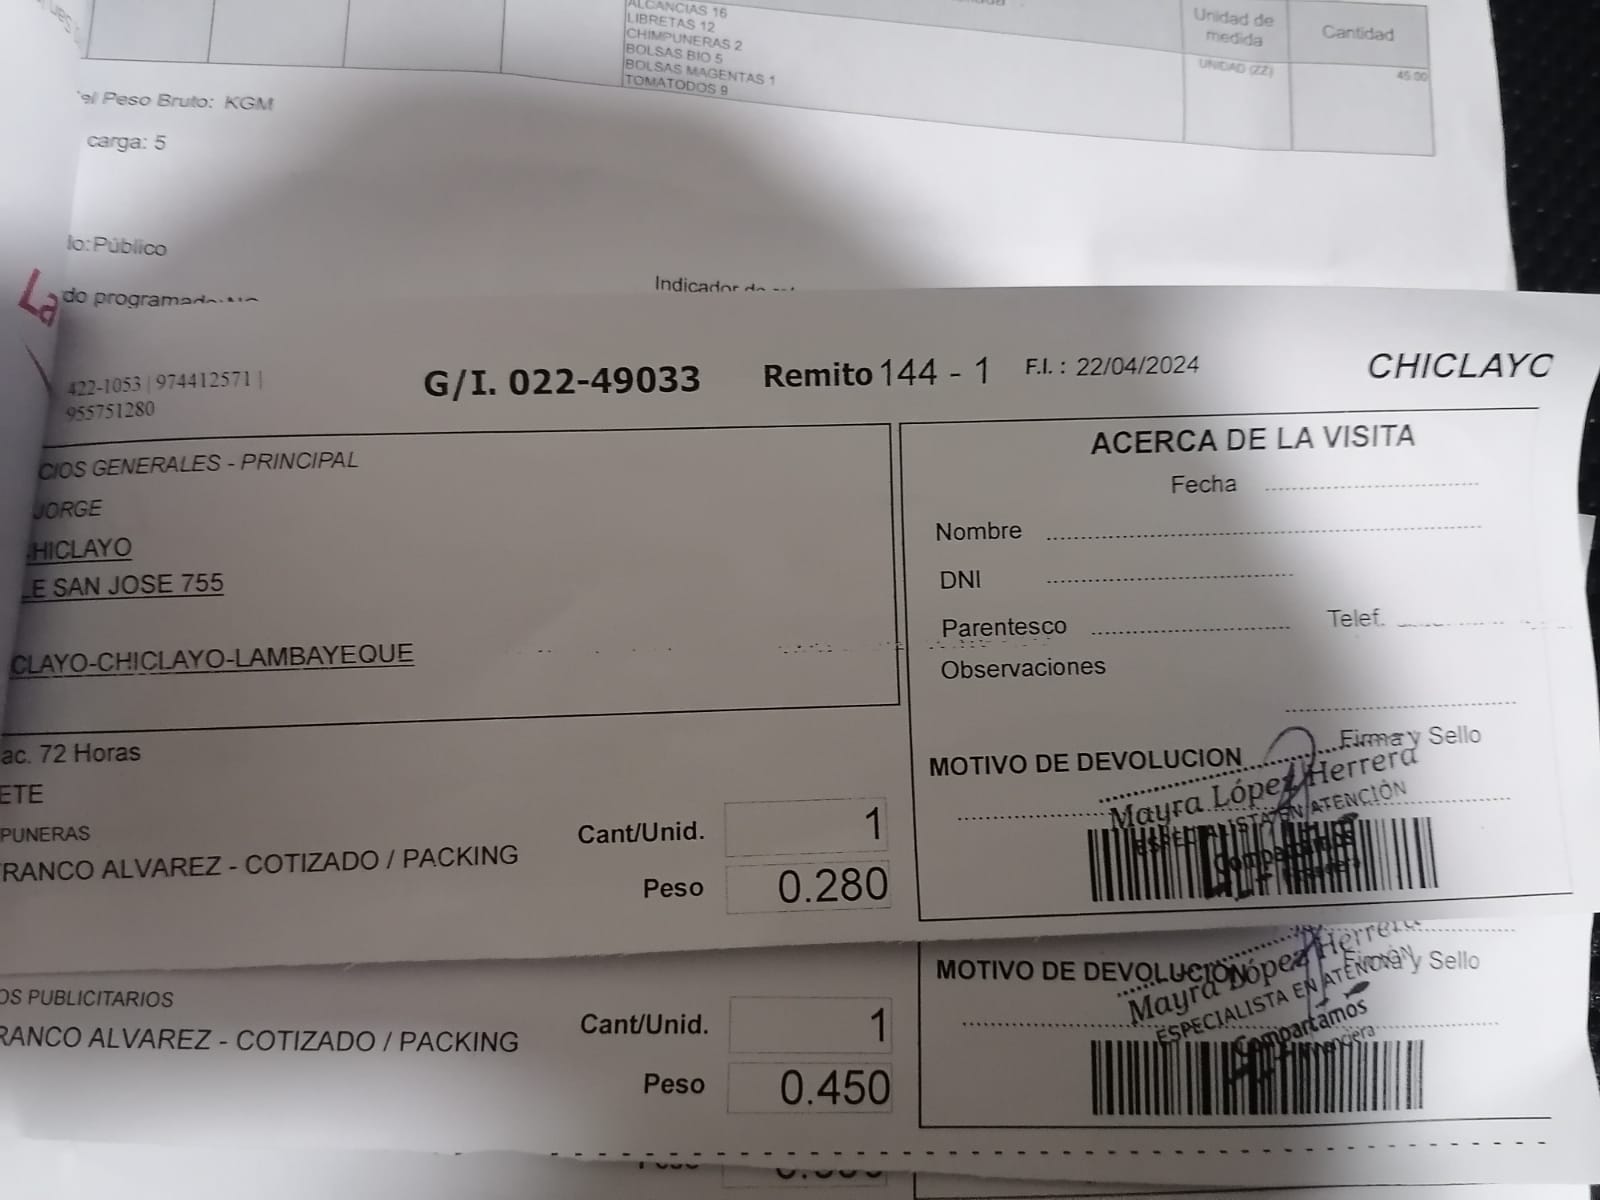 ALCANCIAS 16
LIBRETAS 12
CHIMPUNERAS 2
BOLSAS BIO 5
BOLSAS MAGENTAS 1
TOMATODOS 9
Unidad de
medida
Cantidad
UNIDAD (ZZ)
45.00
el Peso Bruto: KGM
carga: 5
lo: Público
La
do programado: NO
Indicador de
422-1053 | 974412571 |
955751280
G/I. 022-49033
Remito 144 - 1
F.I. : 22/04/2024
CHICLAYO
CIOS GENERALES - PRINCIPAL
JORGE
HICLAYO
LE SAN JOSE 755
CLAYO-CHICLAYO-LAMBAYEQUE
ACERCA DE LA VISITA
Fecha
Nombre
DNI
Parentesco
Telef.
Observaciones
Firma y Sello
MOTIVO DE DEVOLUCION
Mayra López Herrera
ESPECIALISTA EN ATENCIÓN
Compartamos
Financiera
ac. 72 Horas
ETE
PUNERAS
RANCO ALVAREZ - COTIZADO / PACKING
Cant/Unid. 1
Peso 0.280
OS PUBLICITARIOS
RANCO ALVAREZ - COTIZADO / PACKING
Cant/Unid. 1
Peso 0.450
MOTIVO DE DEVOLUCION
Firma y Sello
Mayra López Herrera
ESPECIALISTA EN ATENCIÓN
Compartamos
Financiera